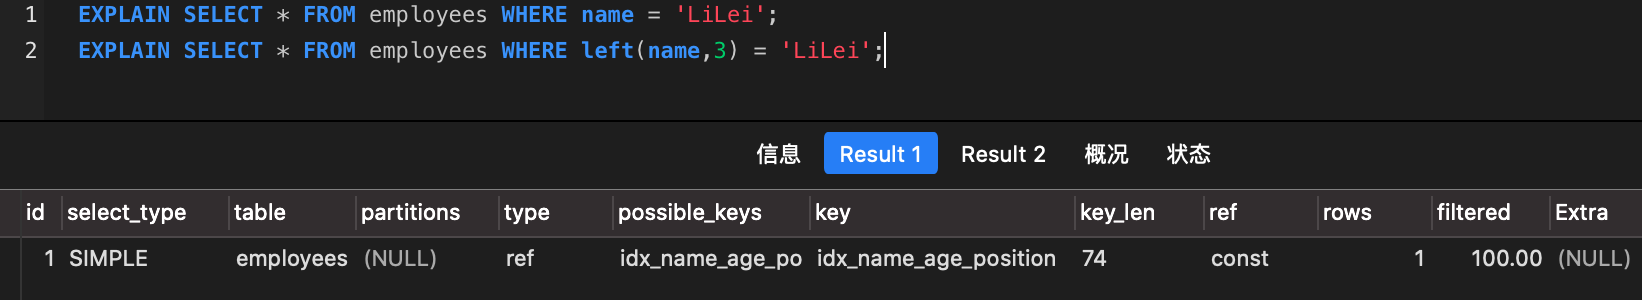 1 EXPLAIN SELECT * FROM employees WHERE name = 'LiLei';
2 EXPLAIN SELECT * FROM employees WHERE left(name,3) = 'LiLei';
信息 Result 1 Result 2 概况 状态
id select_type table partitions type possible_keys key key_len ref rows filtered Extra
1 SIMPLE employees (NULL) ref idx_name_age_po idx_name_age_position 74 const 1 100.00 (NULL)